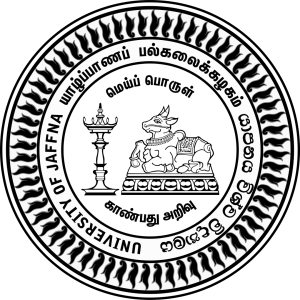 UNIVERSITY OF JAFFNA
யாழ்ப்பாணப் பல்கலைக்கழகம்
යාපනය විශ්වවිද්‍යාලය
மெய்ப் பொருள்
காண்பது அறிவு